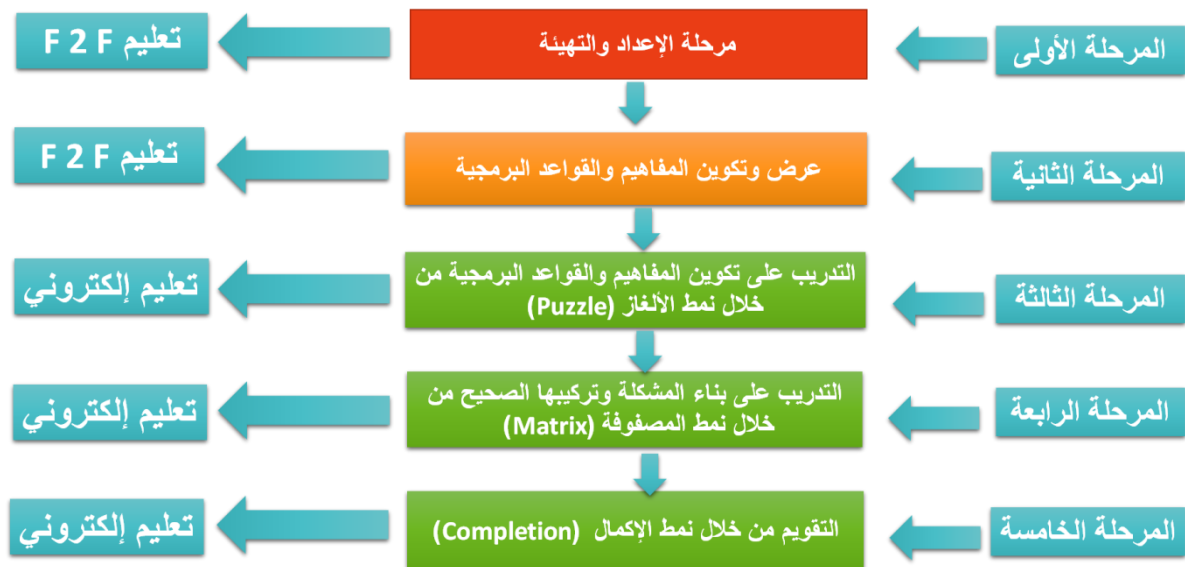 المرحلة الأولى
مرحلة الإعداد والتهيئة
تعليم F 2 F
المرحلة الثانية
عرض وتكوين المفاهيم والقواعد البرمجية
تعليم F 2 F
المرحلة الثالثة
التدريب على تكوين المفاهيم والقواعد البرمجية من
خلال نمط الألغاز (Puzzle)
تعليم إلكتروني
المرحلة الرابعة
التدريب على بناء المشكلة وتركيبها الصحيح من
خلال نمط المصفوفة (Matrix)
تعليم إلكتروني
المرحلة الخامسة
التقويم من خلال نمط الإكمال (Completion)
تعليم إلكتروني